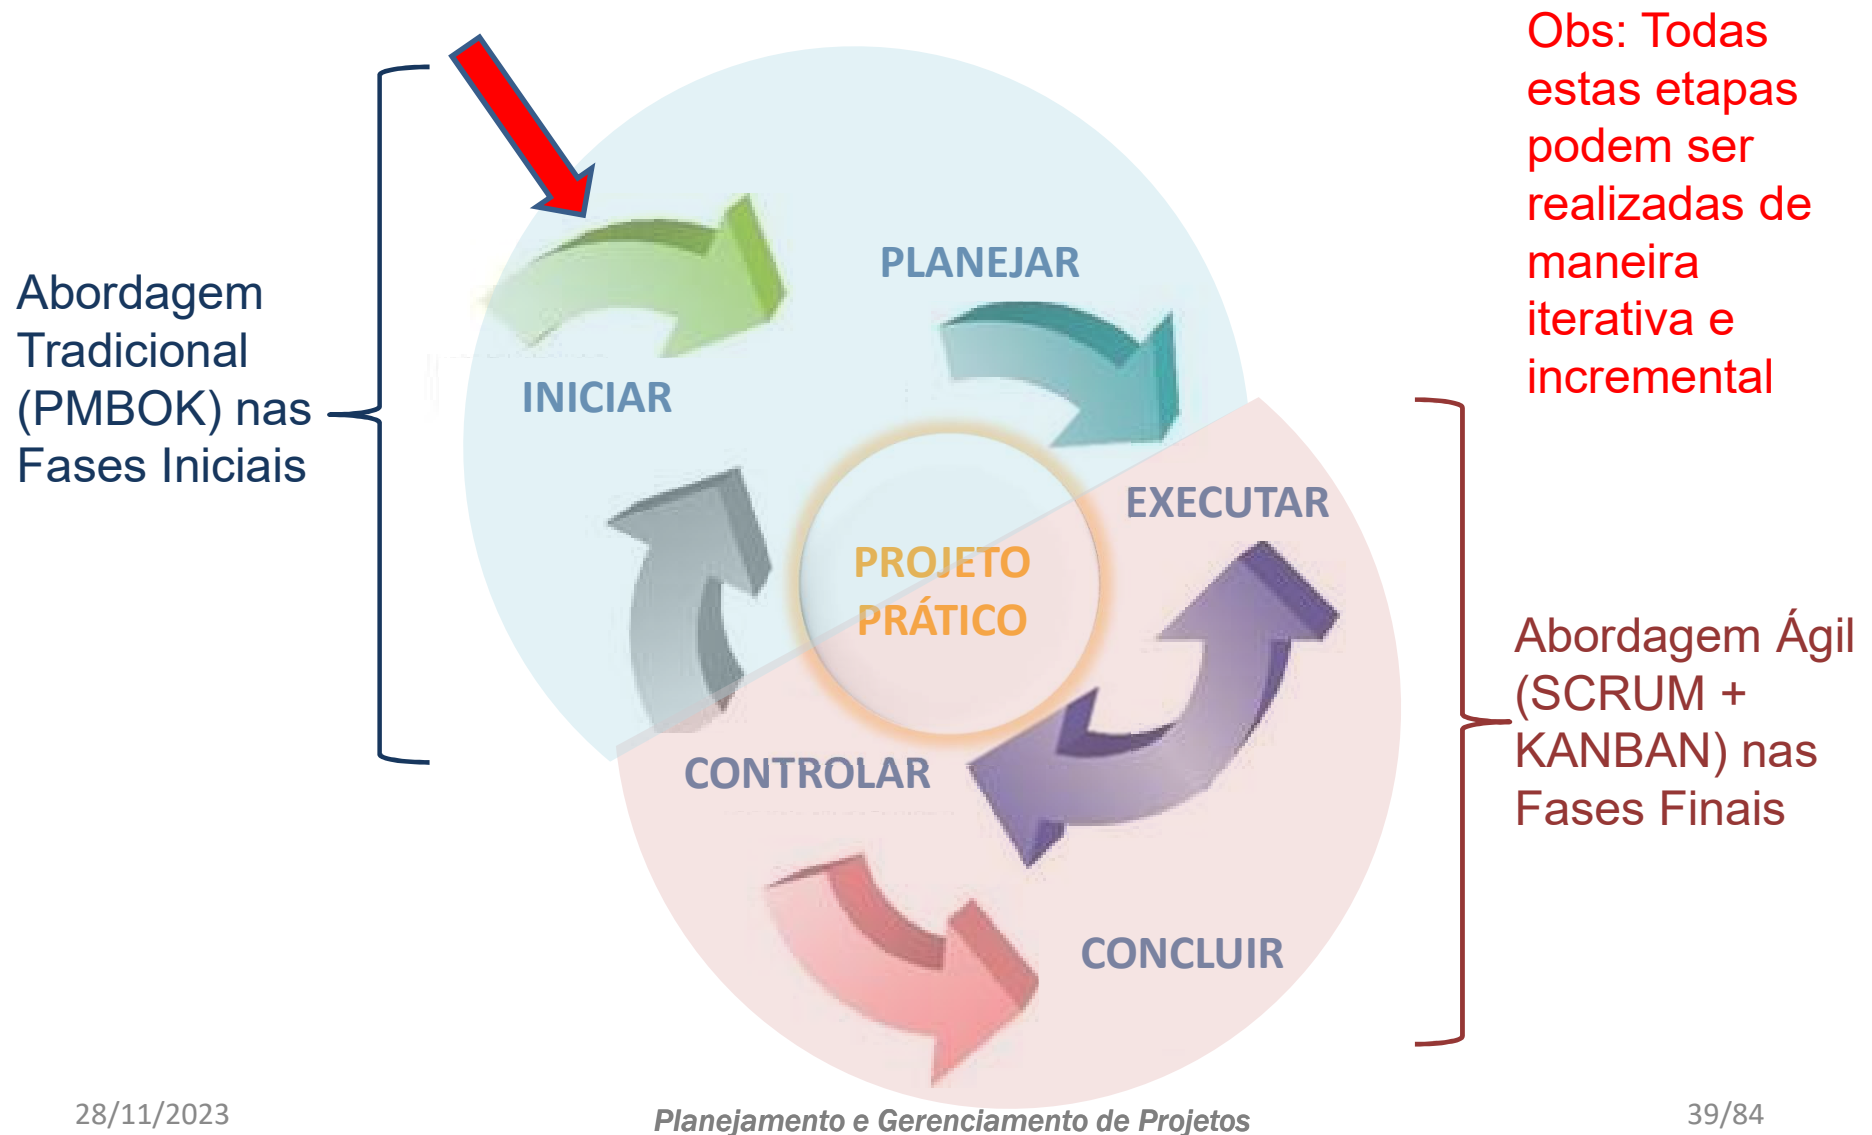 Obs: Todas
estas etapas
podem ser
realizadas de
maneira
iterativa e
incremental
Abordagem
Tradicional
(PMBOK) nas
Fases Iniciais
PLANEJAR
INICIAR
EXECUTAR
PROJETO
PRÁTICO
CONTROLAR
CONCLUIR
Abordagem Ágil
(SCRUM +
KANBAN) nas
Fases Finais
28/11/2023
Planejamento e Gerenciamento de Projetos
39/84